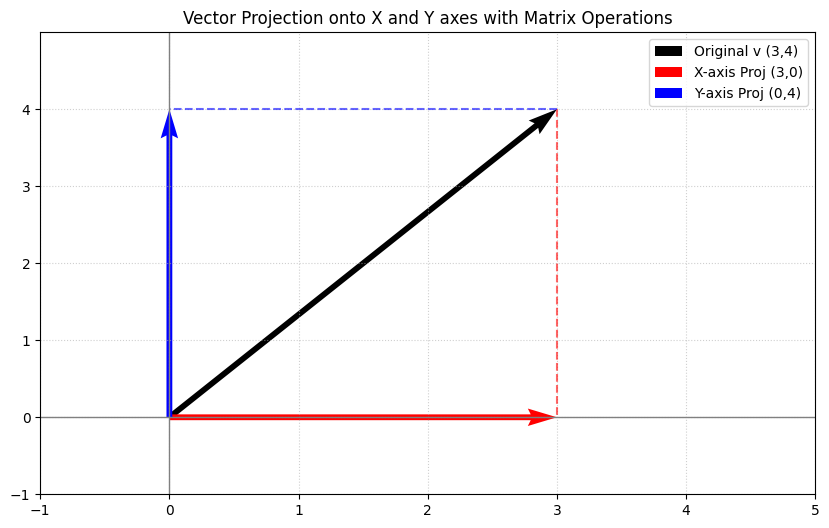 Vector Projection onto X and Y axes with Matrix Operations
Original v (3,4)
X-axis Proj (3,0)
Y-axis Proj (0,4)
4
3
2
1
0
−1
−1 0 1 2 3 4 5